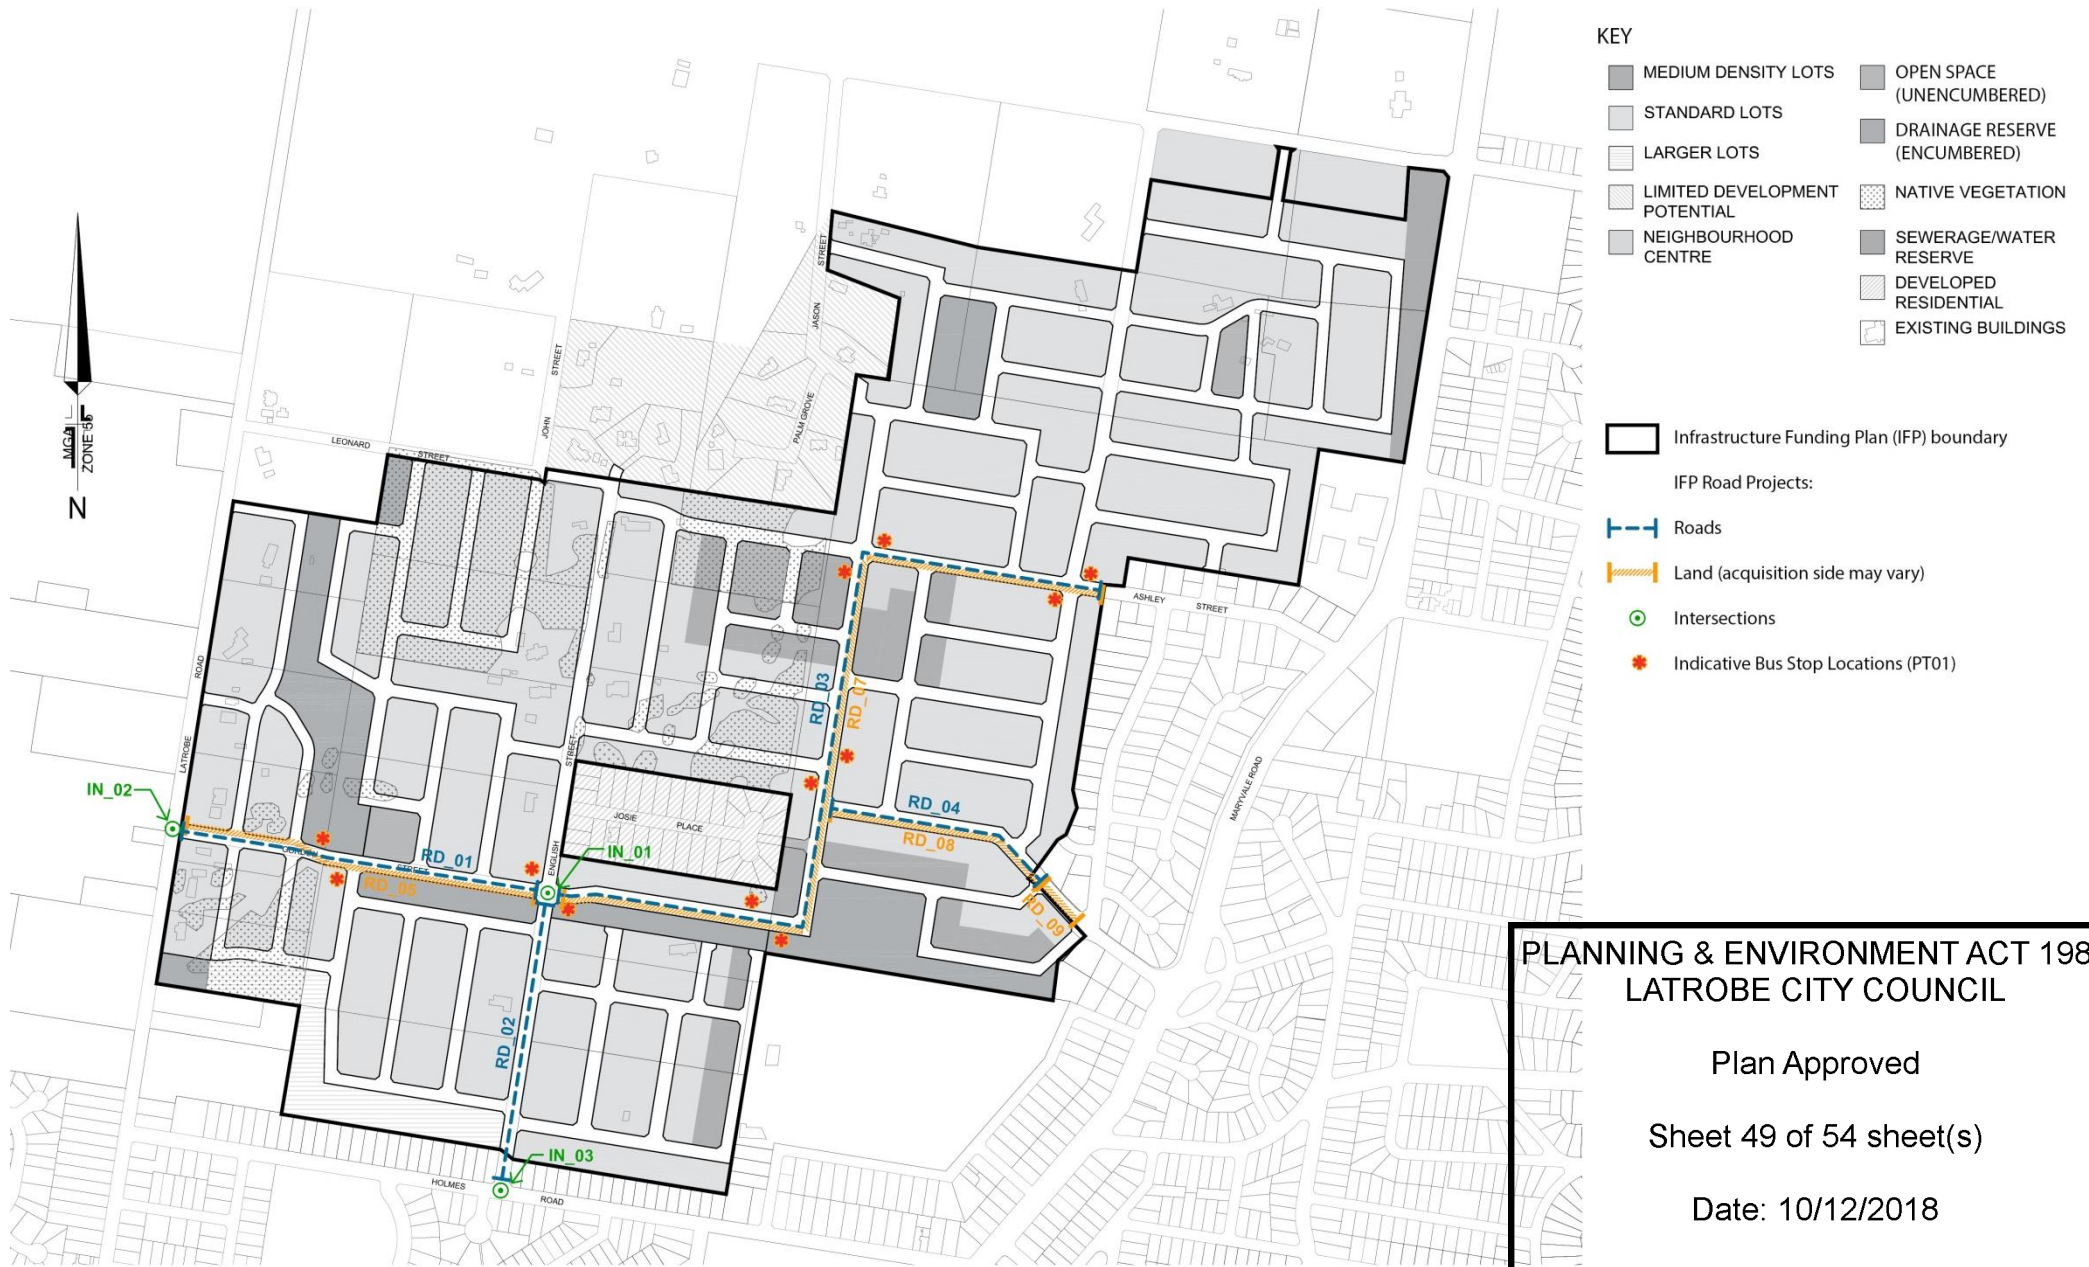 KEY
MEDIUM DENSITY LOTS
STANDARD LOTS
LARGER LOTS
LIMITED DEVELOPMENT
POTENTIAL
NEIGHBOURHOOD
CENTRE
OPEN SPACE
(UNENCUMBERED)
DRAINAGE RESERVE
(ENCUMBERED)
NATIVE VEGETATION
SEWERAGE/WATER
RESERVE
DEVELOPED
RESIDENTIAL
EXISTING BUILDINGS
Infrastructure Funding Plan (IFP) boundary
IFP Road Projects:
Roads
Land (acquisition side may vary)
Intersections
Indicative Bus Stop Locations (PT01)
MGA
ZONE 55
N
LEONARD
STREET
JOHN
STREET
JASON
STREET
PALM GROVE
LATROBE
ROAD
ASHLEY
STREET
MARYVALE ROAD
RD_03
RD_07
RD_04
RD_08
RD_09
IN_02
JOSIE
PLACE
ENGLISH
STREET
IN_01
RD_01
STREET
RD_05
RD_02
IN_03
HOLMES
ROAD
PLANNING & ENVIRONMENT ACT 198
LATROBE CITY COUNCIL
Plan Approved
Sheet 49 of 54 sheet(s)
Date: 10/12/2018